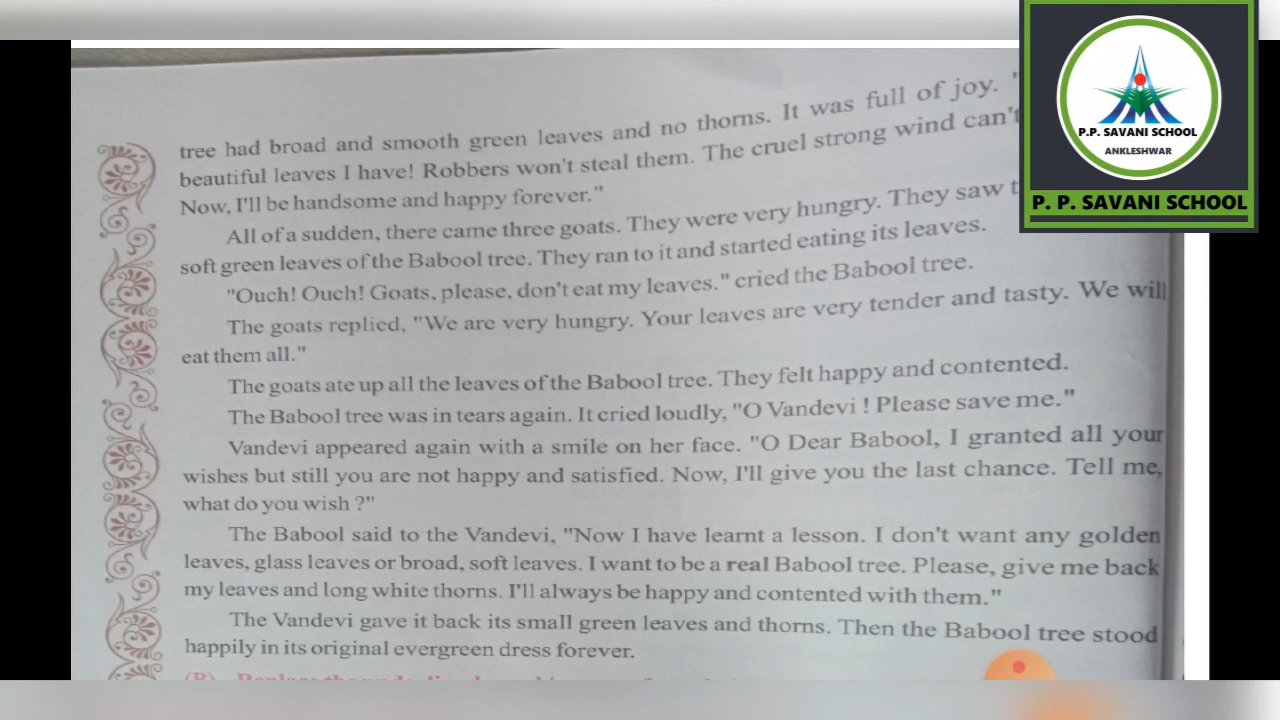 tree had broad and smooth green leaves and no thorns. It was full of joy. "
beautiful leaves I have! Robbers won't steal them. The cruel strong wind can't
Now, I'll be handsome and happy forever."
All of a sudden, there came three goats. They were very hungry. They saw
soft green leaves of the Babool tree. They ran to it and started eating its leaves.
"Ouch! Ouch! Goats, please, don't eat my leaves." cried the Babool tree.
The goats replied, "We are very hungry. Your leaves are very tender and tasty. We will
eat them all."
The goats ate up all the leaves of the Babool tree. They felt happy and contented.
The Babool tree was in tears again. It cried loudly, "O Vandevi ! Please save me."
Vandevi appeared again with a smile on her face. "O Dear Babool, I granted all your
wishes but still you are not happy and satisfied. Now, I'll give you the last chance. Tell me,
what do you wish ?"
The Babool said to the Vandevi, "Now I have learnt a lesson. I don't want any golden
leaves, glass leaves or broad, soft leaves. I want to be a real Babool tree. Please, give me back
my leaves and long white thorns. I'll always be happy and contented with them."
The Vandevi gave it back its small green leaves and thorns. Then the Babool tree stood
happily in its original evergreen dress forever.
P.P. SAVANI SCHOOL
ANKLESHWAR
P. P. SAVANI SCHOOL